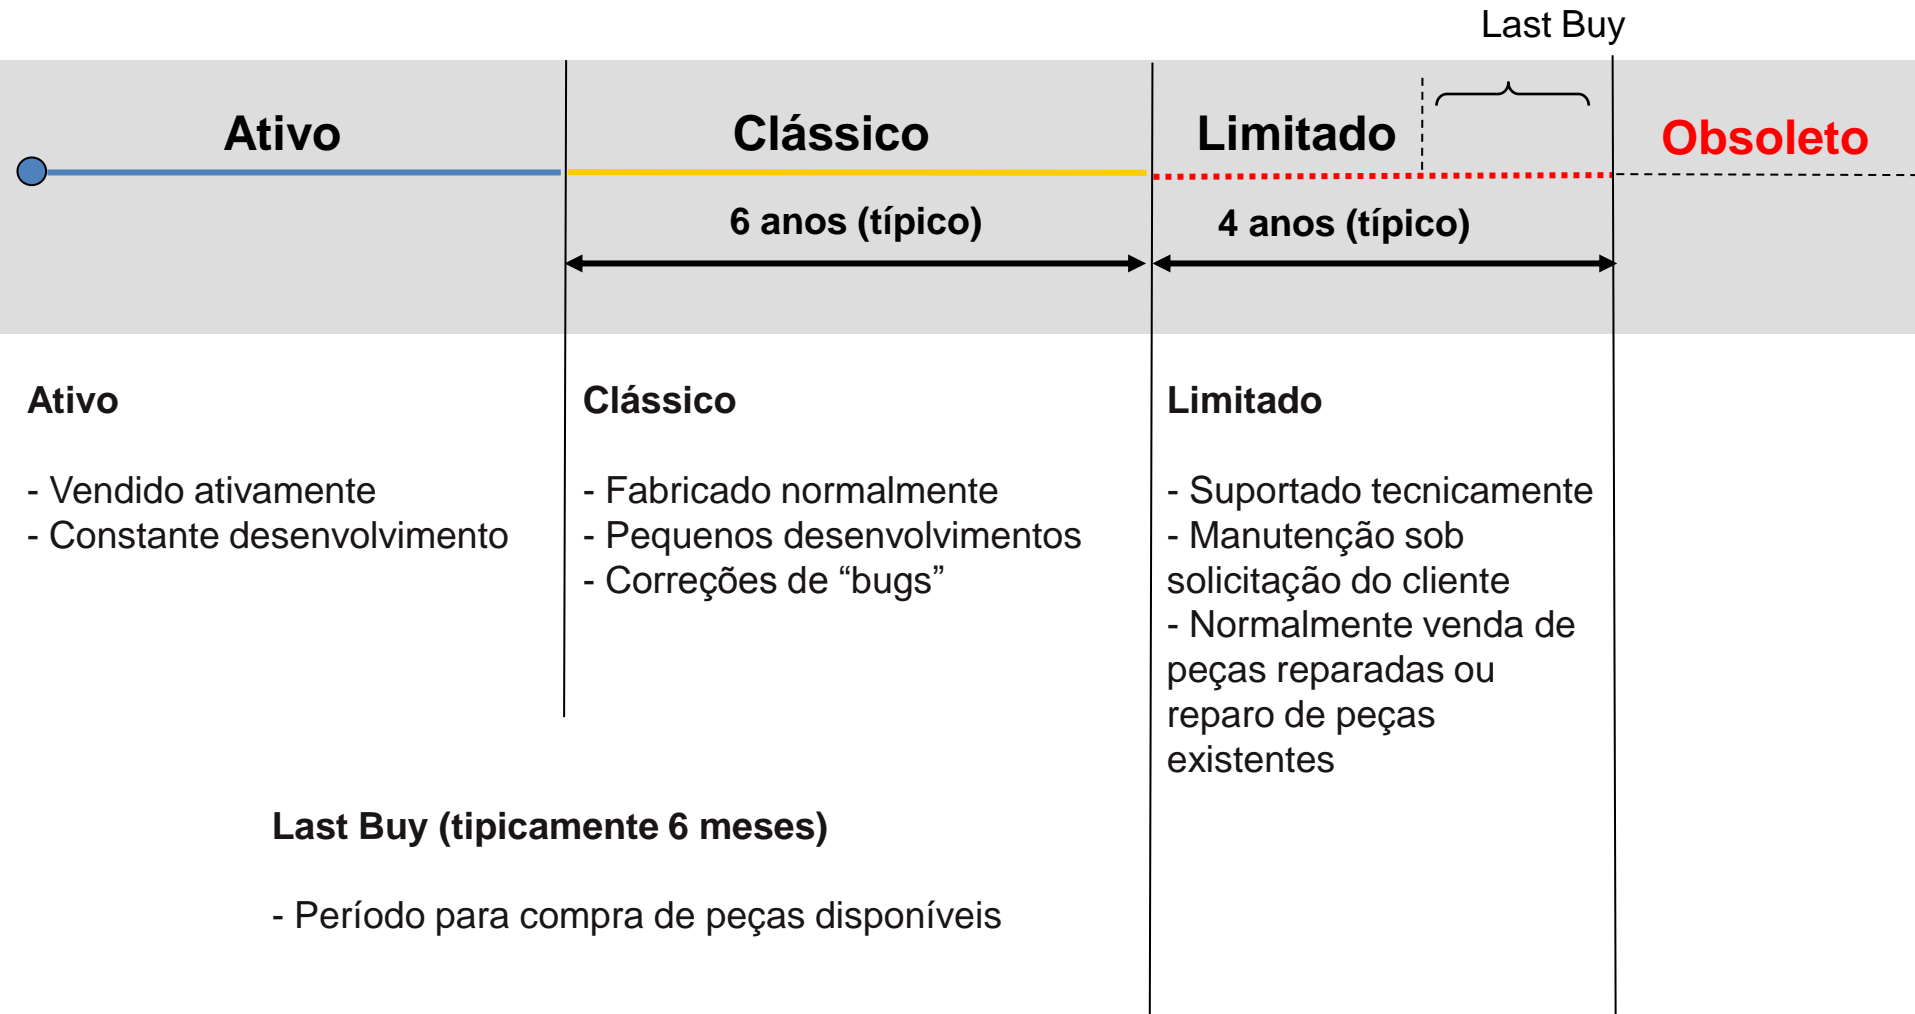 Last Buy
Ativo
Clássico
Limitado
Obsoleto
6 anos (típico)
4 anos (típico)
Ativo
- Vendido ativamente
- Constante desenvolvimento
Clássico
- Fabricado normalmente
- Pequenos desenvolvimentos
- Correções de “bugs”
Limitado
- Suportado tecnicamente
- Manutenção sob
solicitação do cliente
- Normalmente venda de
peças reparadas ou
reparo de peças
existentes
Last Buy (tipicamente 6 meses)
- Período para compra de peças disponíveis